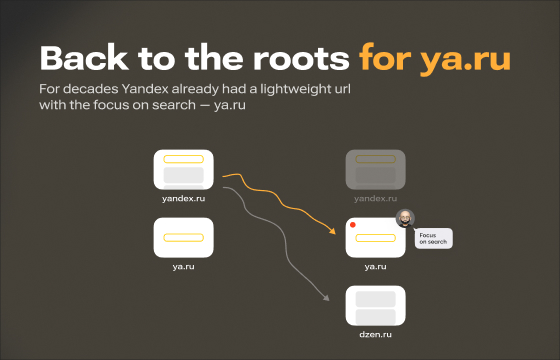 Back to the roots for ya.ru
For decades Yandex already had a lightweight url
with the focus on search — ya.ru
yandex.ru
yandex.ru
ya.ru
ya.ru
Focus
on search
dzen.ru